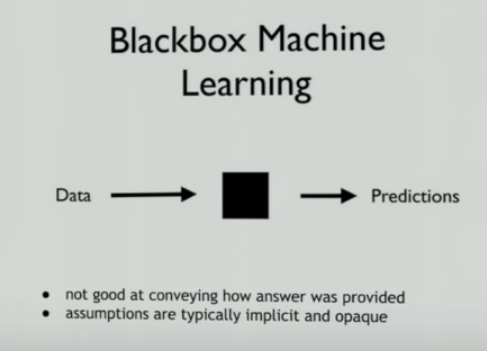 Blackbox Machine
Learning
Data
Predictions
• not good at conveying how answer was provided
• assumptions are typically implicit and opaque